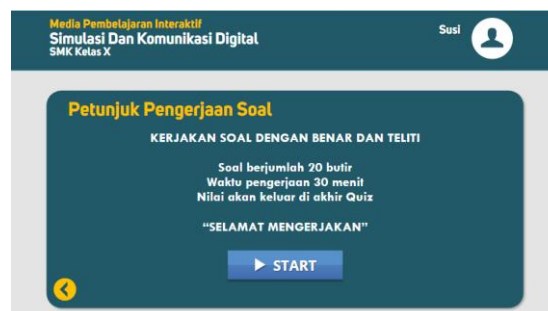 Media Pembelajaran Interaktif
Simulasi Dan Komunikasi Digital
SMK Kelas X
Susi
Petunjuk Pengerjaan Soal
KERJAKAN SOAL DENGAN BENAR DAN TELITI
Soal berjumlah 20 butir
Waktu pengerjaan 30 menit
Nilai akan keluar di akhir Quiz
“SELAMAT MENGERJAKAN”
START